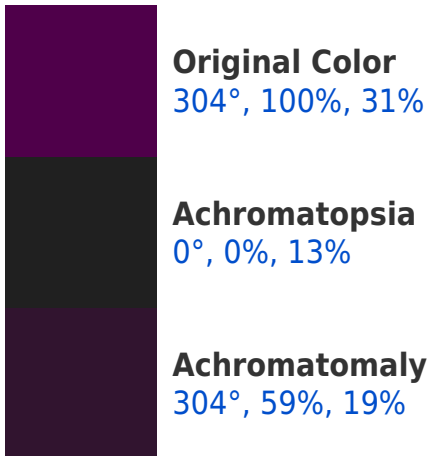 Original Color
304°, 100%, 31%
Achromatopsia
0°, 0%, 13%
Achromatomaly
304°, 59%, 19%